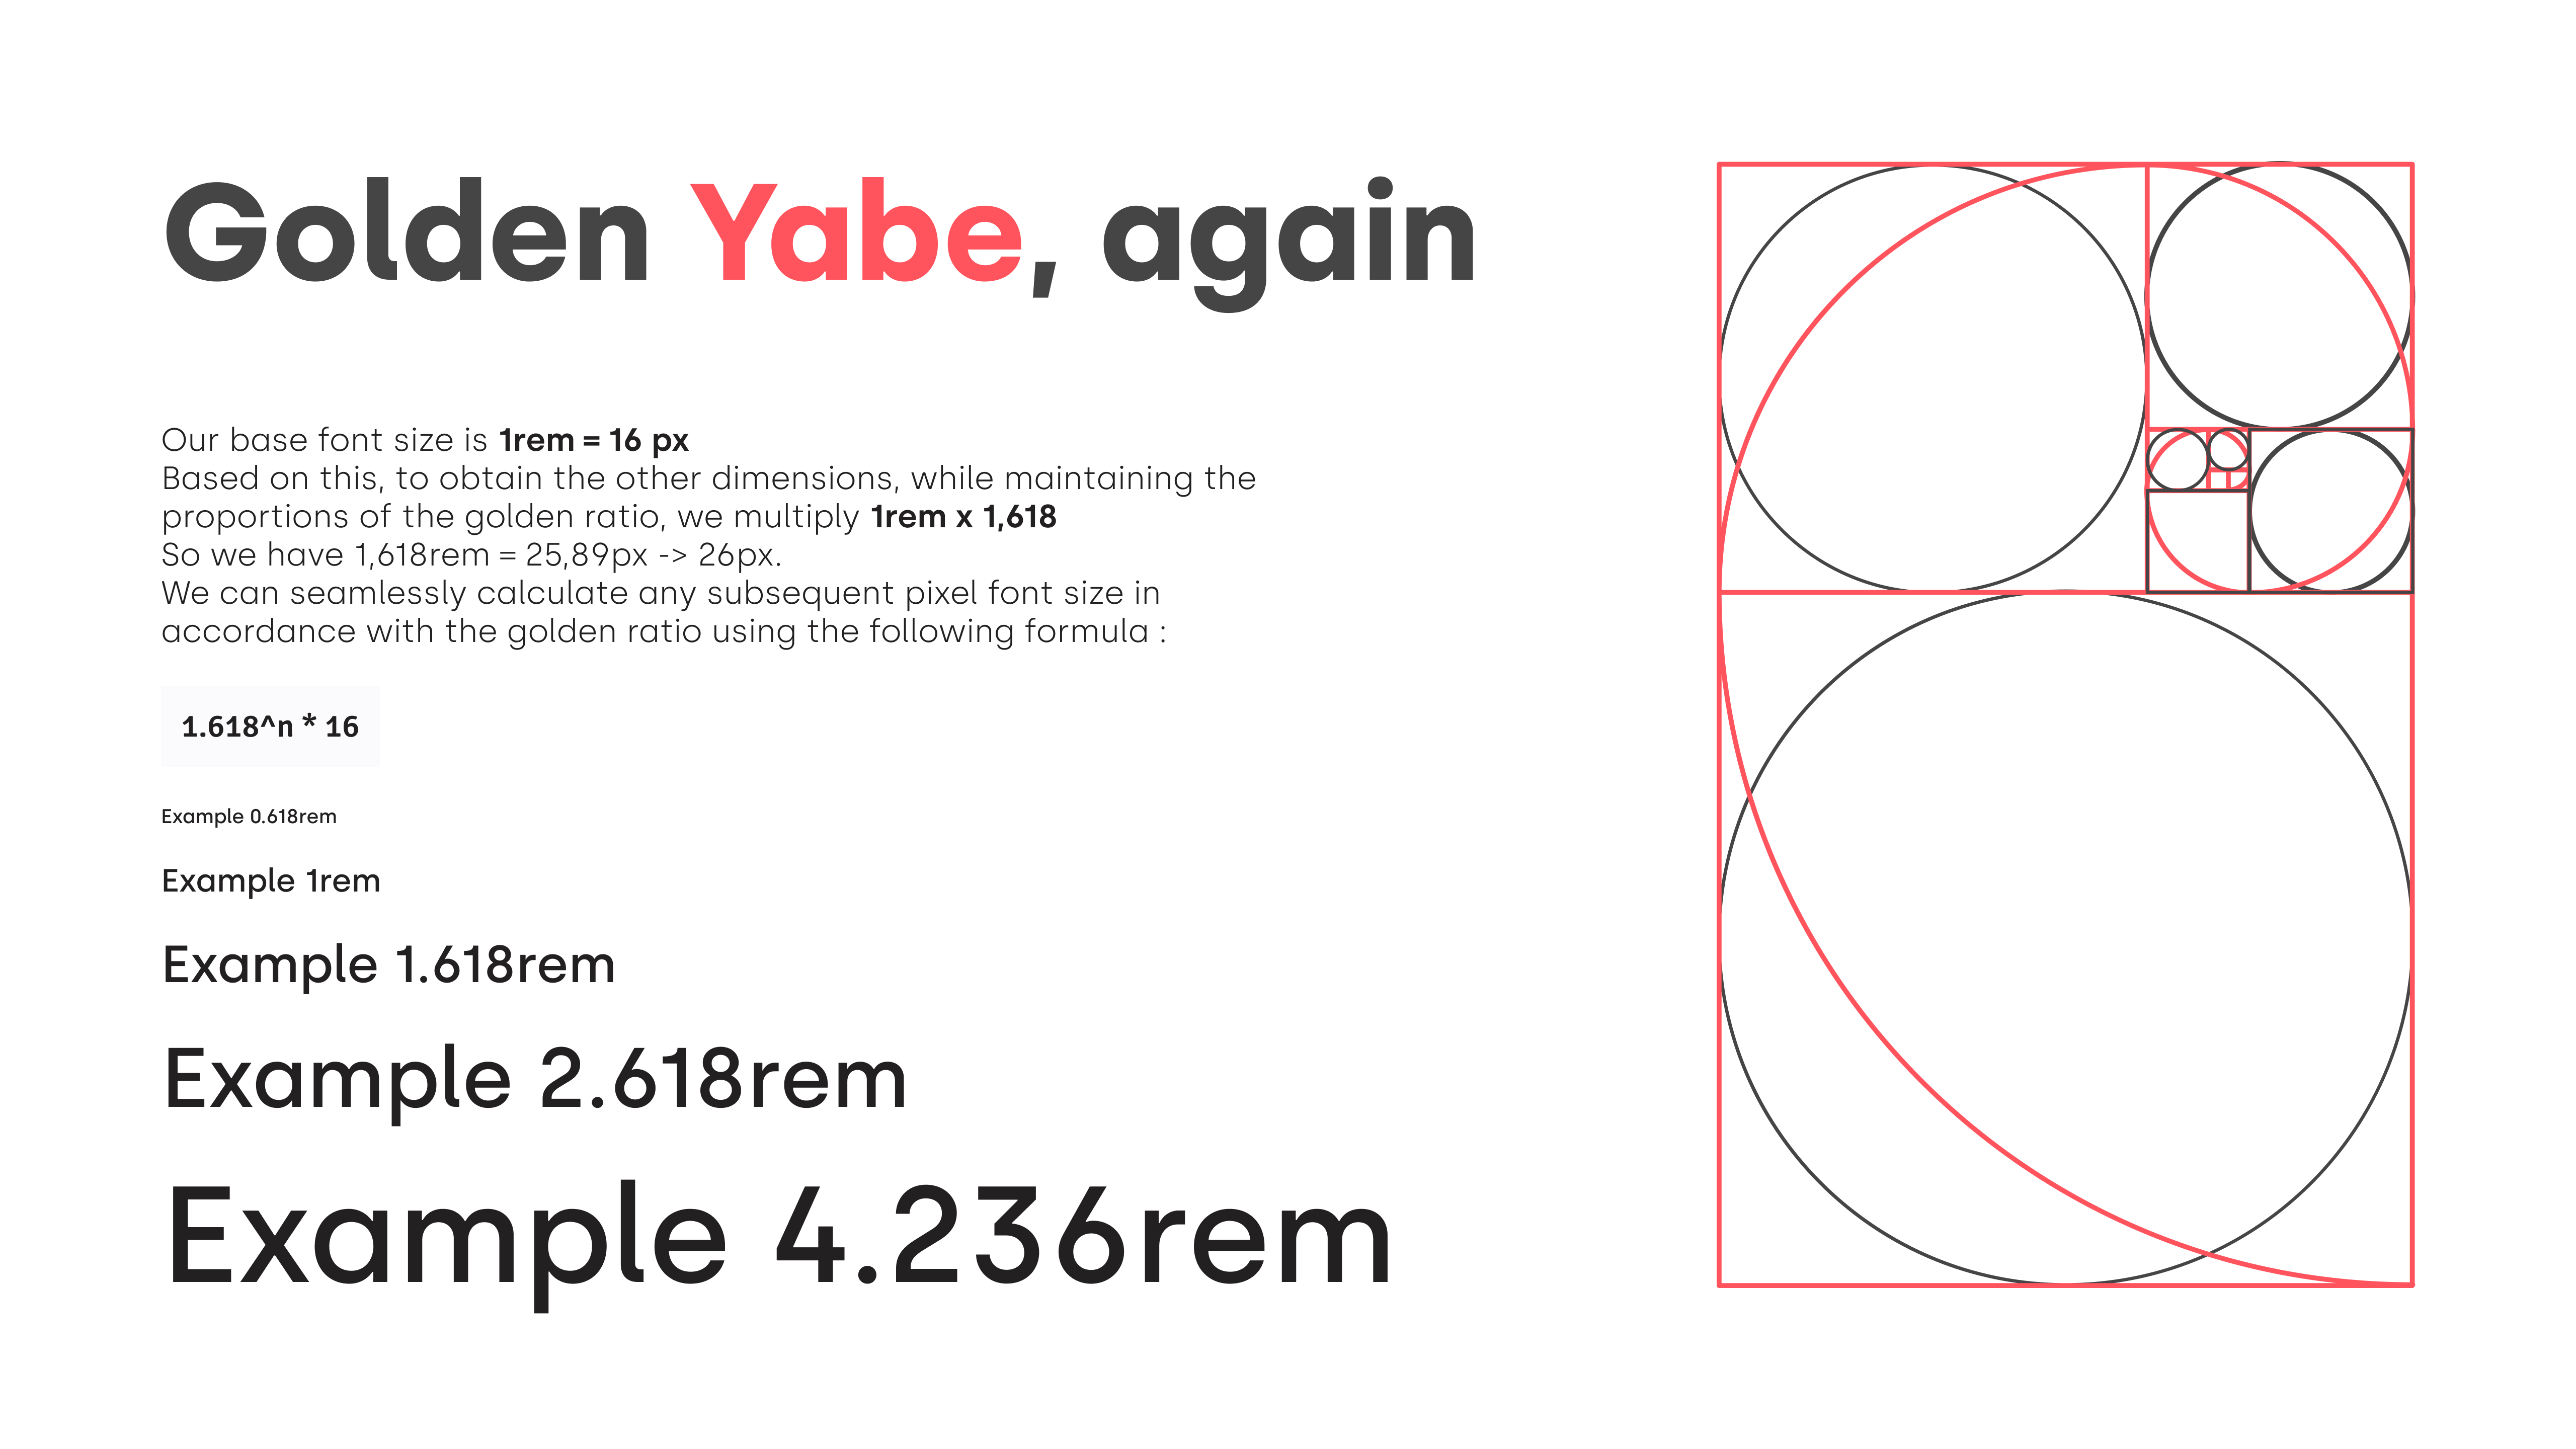 Golden Yabe, again
Our base font size is 1rem = 16 px
Based on this, to obtain the other dimensions, while maintaining the
proportions of the golden ratio, we multiply 1rem x 1,618
So we have 1,618rem = 25,89px -> 26px.
We can seamlessly calculate any subsequent pixel font size in
accordance with the golden ratio using the following formula :
1.618^n * 16
Example 0.618rem
Example 1rem
Example 1.618rem
Example 2.618rem
Example 4.236rem